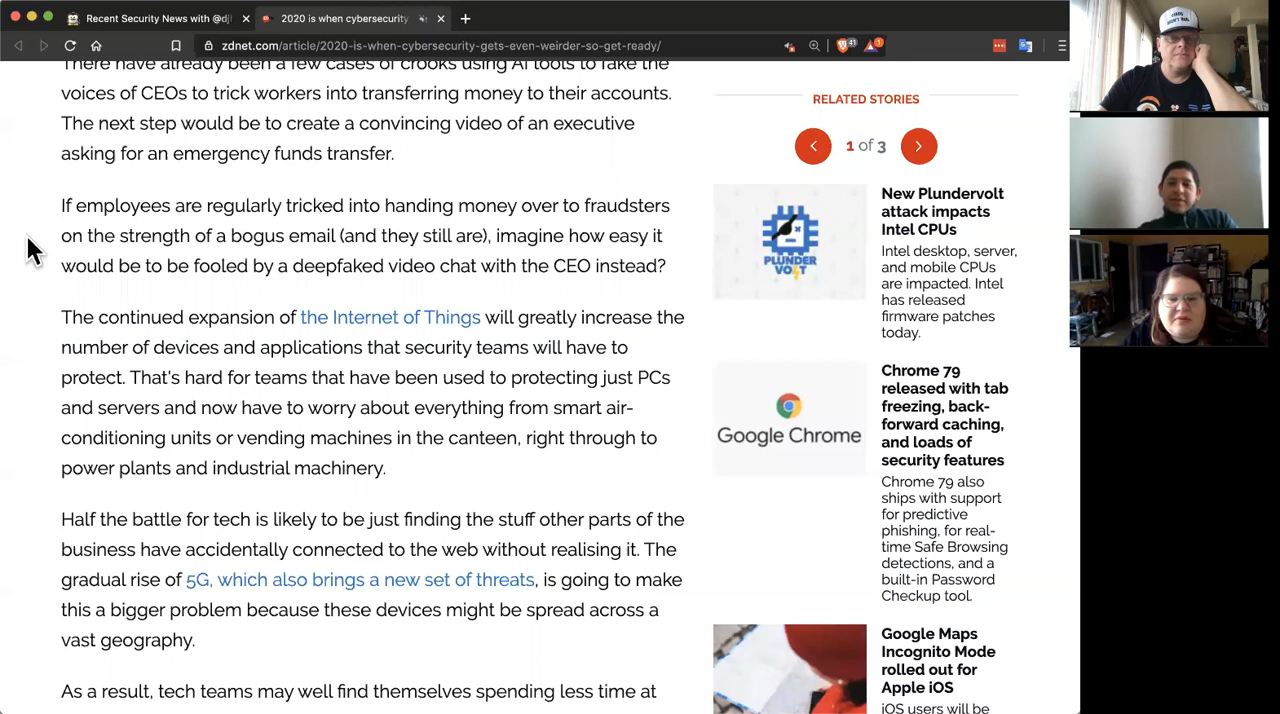 Recent Security News with @dj
2020 is when cybersecurity
zdnet.com/article/2020-is-when-cybersecurity-gets-even-weirder-so-get-ready/
41
1
There have already been a few cases of crooks using AI tools to fake the
voices of CEOs to trick workers into transferring money to their accounts.
The next step would be to create a convincing video of an executive
asking for an emergency funds transfer.
If employees are regularly tricked into handing money over to fraudsters
on the strength of a bogus email (and they still are), imagine how easy it
would be to be fooled by a deepfaked video chat with the CEO instead?
The continued expansion of the Internet of Things will greatly increase the
number of devices and applications that security teams will have to
protect. That's hard for teams that have been used to protecting just PCs
and servers and now have to worry about everything from smart air-
conditioning units or vending machines in the canteen, right through to
power plants and industrial machinery.
Half the battle for tech is likely to be just finding the stuff other parts of the
business have accidentally connected to the web without realising it. The
gradual rise of 5G, which also brings a new set of threats, is going to make
this a bigger problem because these devices might be spread across a
vast geography.
As a result, tech teams may well find themselves spending less time at
RELATED STORIES
1 of 3
PLUNDER
VOLT
New Plundervolt
attack impacts
Intel CPUs
Intel desktop, server,
and mobile CPUs
are impacted. Intel
has released
firmware patches
today.
Google Chrome
Chrome 79
released with tab
freezing, back-
forward caching,
and loads of
security features
Chrome 79 also
ships with support
for predictive
phishing, for real-
time Safe Browsing
detections, and a
built-in Password
Checkup tool.
Google Maps
Incognito Mode
rolled out for
Apple iOS
iOS users will be